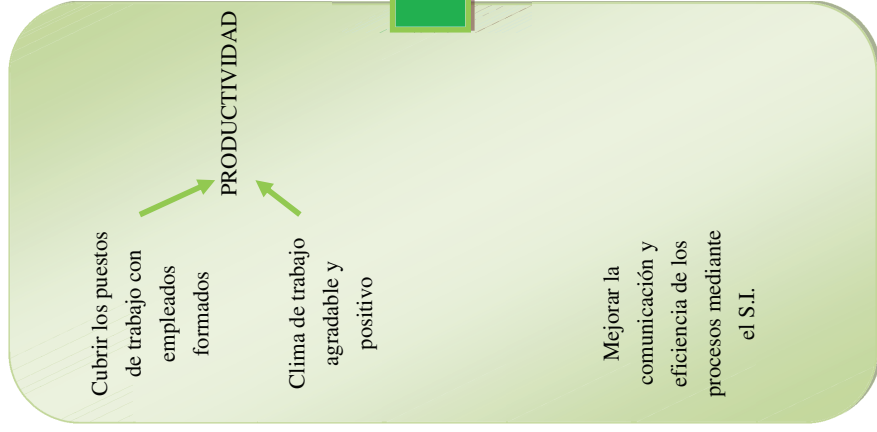 Cubrir los puestos
de trabajo con
empleados
formados
PRODUCTIVIDAD
Clima de trabajo
agradable y
positivo
Mejorar la
comunicación y
eficiencia de los
procesos mediante
el S.I.